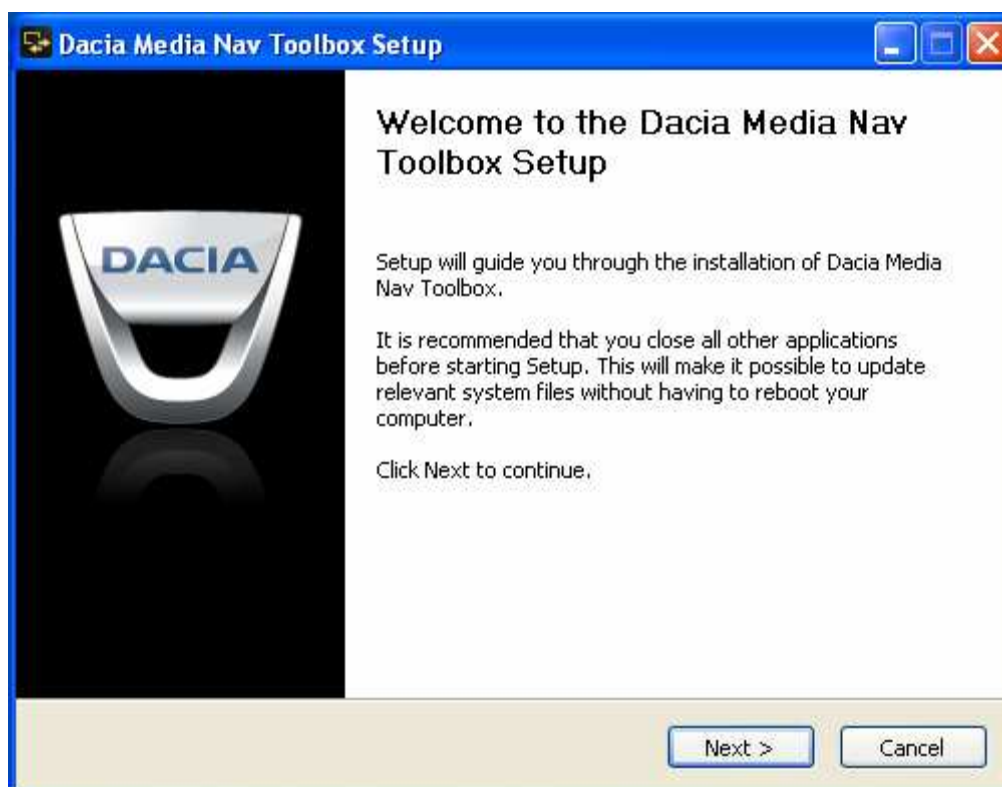 Dacia Media Nav Toolbox Setup
Welcome to the Dacia Media Nav
Toolbox Setup
DACIA
Setup will guide you through the installation of Dacia Media
Nav Toolbox.
It is recommended that you close all other applications
before starting Setup. This will make it possible to update
relevant system files without having to reboot your
computer.
Click Next to continue.
Next >
Cancel